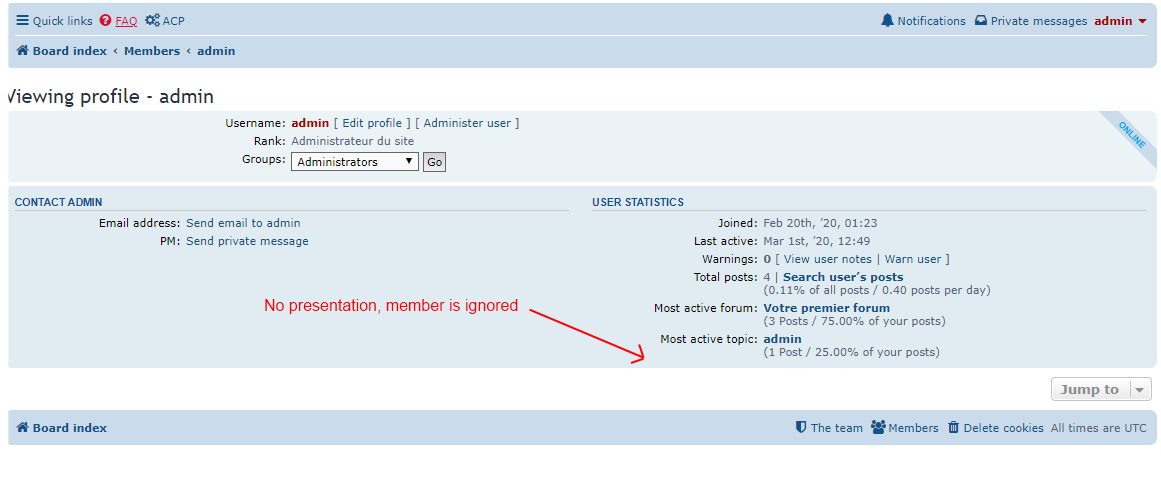 Quick links FAQ ACP Notifications Private messages admin
Board index ‹ Members ‹ admin
Viewing profile - admin
Username: admin [ Edit profile ] [ Administer user ]
Rank: Administrateur du site
Groups: Administrators Go
ONLINE
CONTACT ADMIN
Email address: Send email to admin
PM: Send private message
USER STATISTICS
Joined: Feb 20th, ’20, 01:23
Last active: Mar 1st, ’20, 12:49
Warnings: 0 [ View user notes | Warn user ]
Total posts: 4 | Search user’s posts
(0.11% of all posts / 0.40 posts per day)
Most active forum: Votre premier forum
(3 Posts / 75.00% of your posts)
Most active topic: admin
(1 Post / 25.00% of your posts)
No presentation, member is ignored
Jump to
Board index The team Members Delete cookies All times are UTC